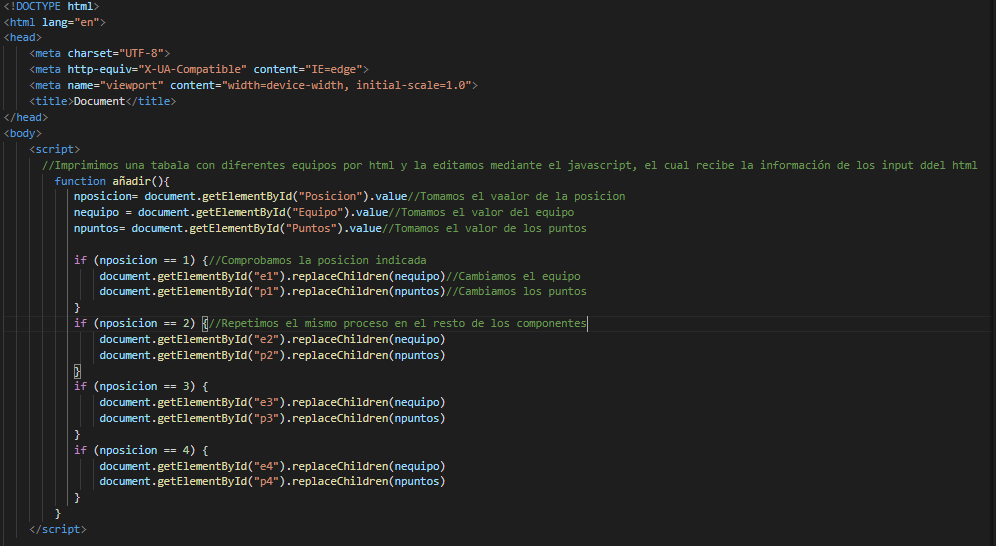 <!DOCTYPE html>
<html lang="en">
<head>
    <meta charset="UTF-8">
    <meta http-equiv="X-UA-Compatible" content="IE=edge">
    <meta name="viewport" content="width=device-width, initial-scale=1.0">
    <title>Document</title>
</head>
<body>
    <script>
      //Imprimimos una tabala con diferentes equipos por html y la editamos mediante el javascript, el cual recibe la información de los input ddel html
        function añadir(){
           nposicion= document.getElementById("Posicion").value//Tomamos el vaalor de la posicion
           nequipo = document.getElementById("Equipo").value//Tomamos el valor del equipo
           npuntos= document.getElementById("Puntos").value//Tomamos el valor de los puntos

           if (nposicion == 1) {//Comprobamos la posicion indicada
               document.getElementById("e1").replaceChildren(nequipo)//Cambiamos el equipo
               document.getElementById("p1").replaceChildren(npuntos)//Cambiamos los puntos
           }
           if (nposicion == 2) {//Repetimos el mismo proceso en el resto de los componentes
               document.getElementById("e2").replaceChildren(nequipo)
               document.getElementById("p2").replaceChildren(npuntos)
           }
           if (nposicion == 3) {
               document.getElementById("e3").replaceChildren(nequipo)
               document.getElementById("p3").replaceChildren(npuntos)
           }
           if (nposicion == 4) {
               document.getElementById("e4").replaceChildren(nequipo)
               document.getElementById("p4").replaceChildren(npuntos)
           }
        }
    </script>